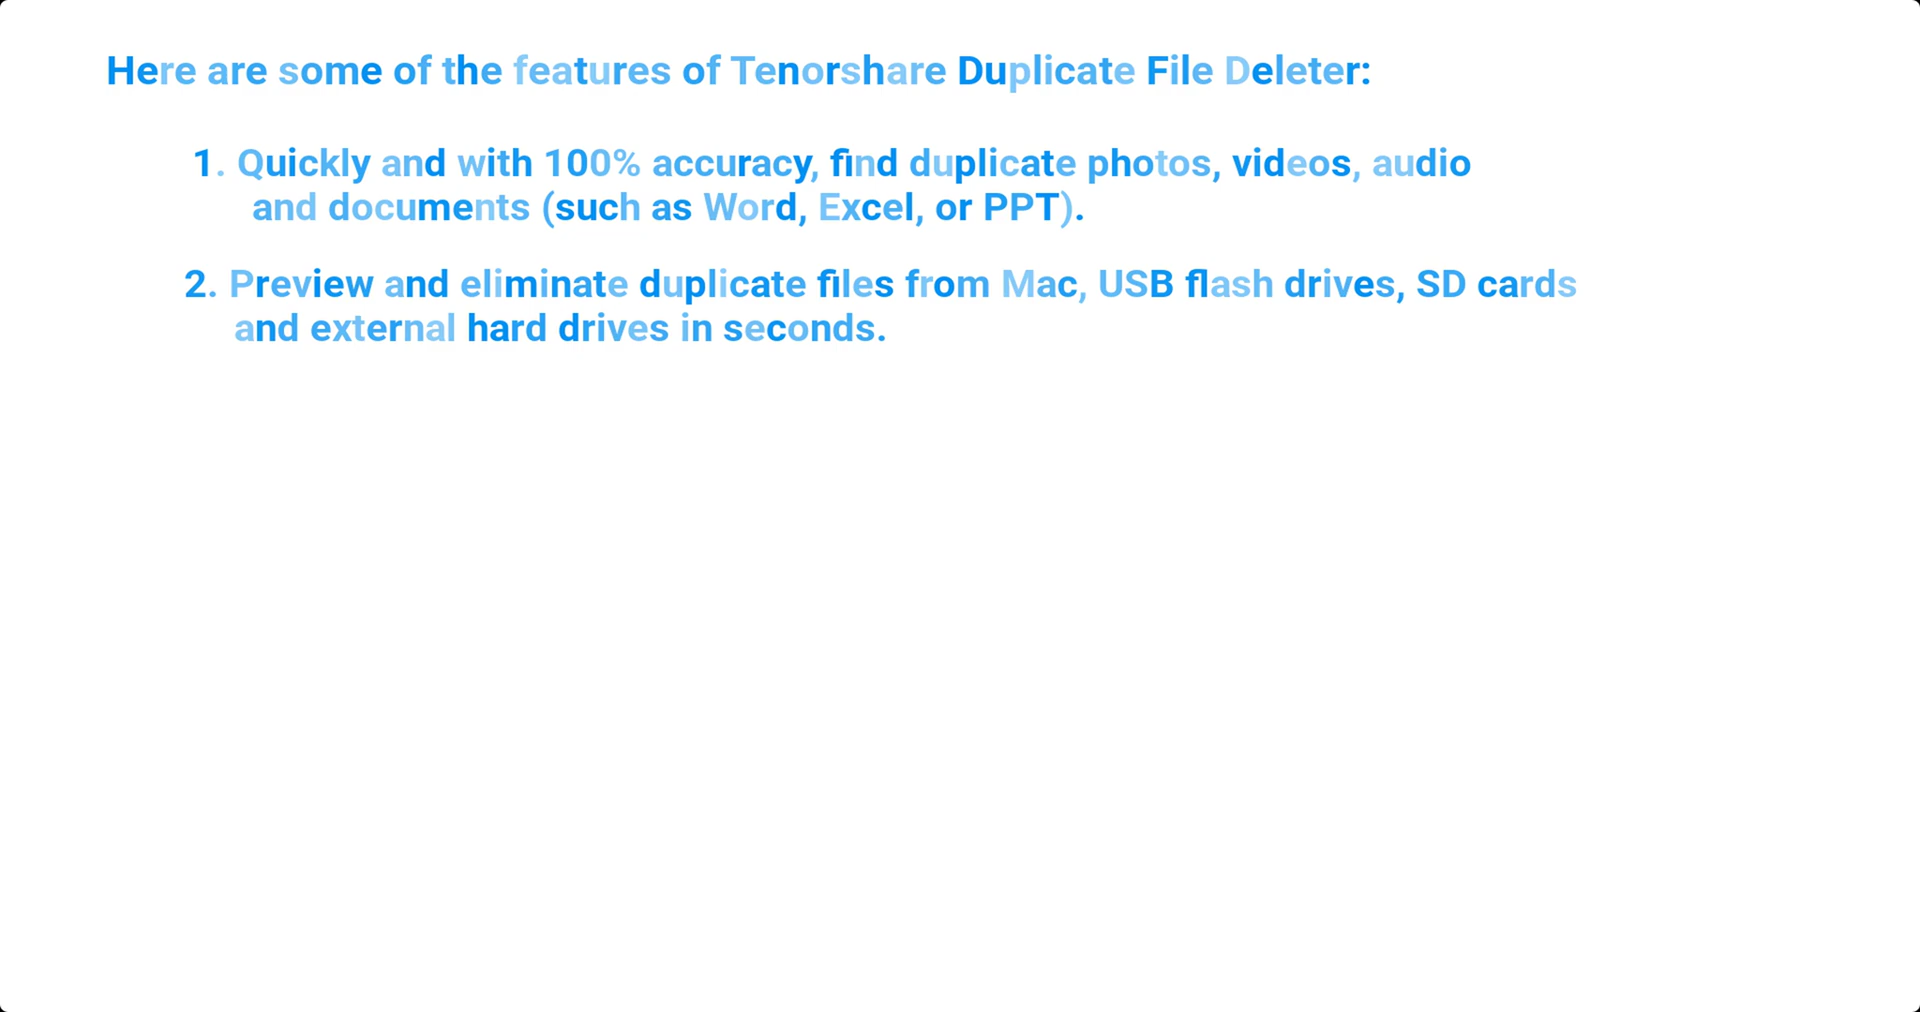 Here are some of the features of Tenorshare Duplicate File Deleter:
1. Quickly and with 100% accuracy, find duplicate photos, videos, audio
and documents (such as Word, Excel, or PPT).
2. Preview and eliminate duplicate files from Mac, USB flash drives, SD cards
and external hard drives in seconds.